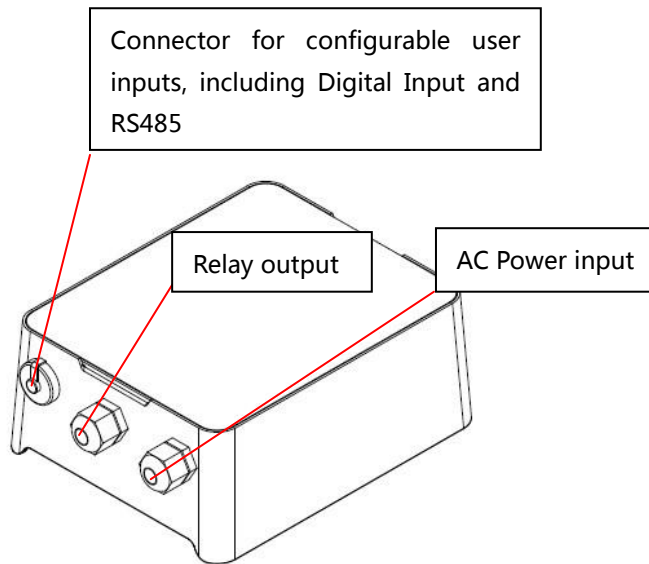 Connector for configurable user
inputs, including Digital Input and
RS485
Relay output
AC Power input